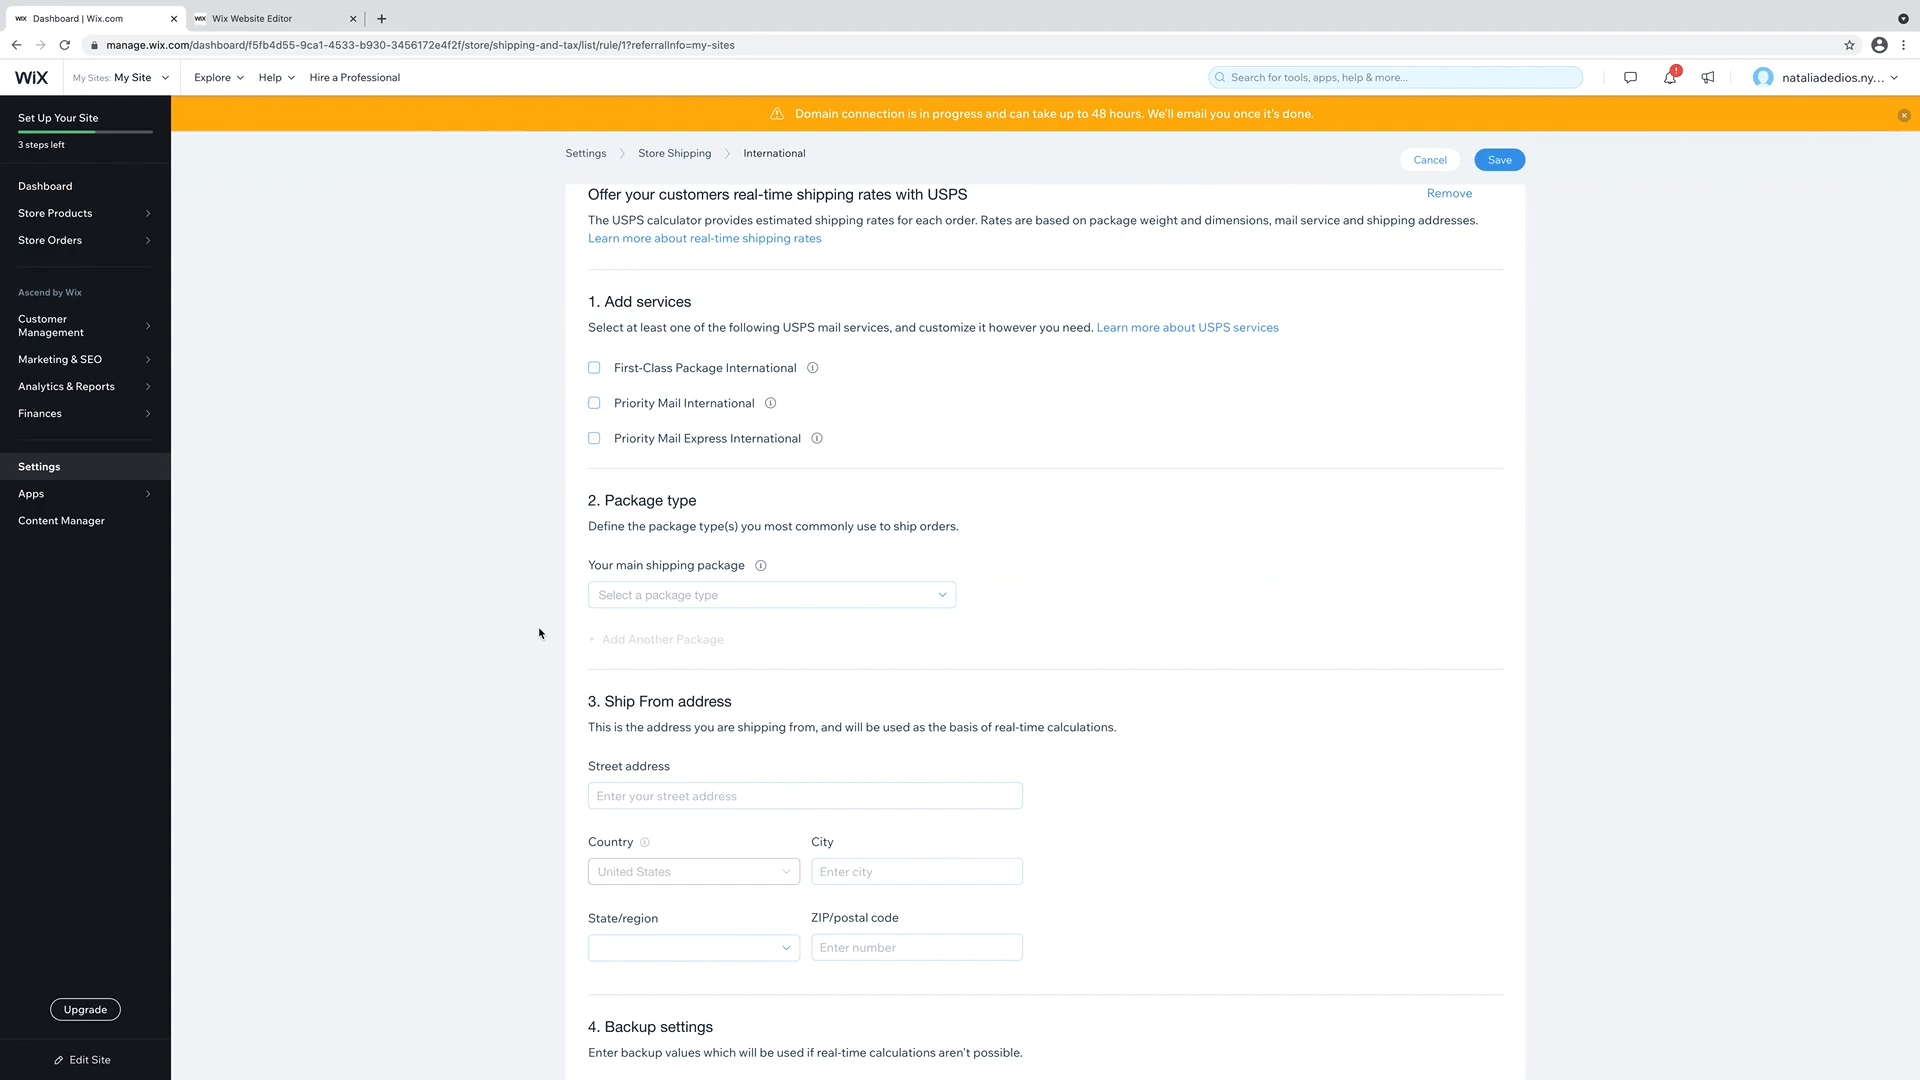 WIX Dashboard | Wix.com
WIX Wix Website Editor
manage.wix.com/dashboard/f5fb4d55-9ca1-4533-b930-3456172e4f2f/store/shipping-and-tax/list/rule/1?referralInfo=my-sites
WIX My Sites: My Site Explore Help Hire a Professional Search for tools, apps, help & more... ! nataliadedios.ny...
Domain connection is in progress and can take up to 48 hours. We'll email you once it's done.
Set Up Your Site
3 steps left
Dashboard
Store Products
Store Orders
Ascend by Wix
Customer
Management
Marketing & SEO
Analytics & Reports
Finances
Settings
Apps
Content Manager
Upgrade
Edit Site
Settings Store Shipping International Cancel Save
Offer your customers real-time shipping rates with USPS Remove
The USPS calculator provides estimated shipping rates for each order. Rates are based on package weight and dimensions, mail service and shipping addresses.
Learn more about real-time shipping rates
1. Add services
Select at least one of the following USPS mail services, and customize it however you need. Learn more about USPS services
First-Class Package International
Priority Mail International
Priority Mail Express International
2. Package type
Define the package type(s) you most commonly use to ship orders.
Your main shipping package
Select a package type
+ Add Another Package
3. Ship From address
This is the address you are shipping from, and will be used as the basis of real-time calculations.
Street address
Enter your street address
Country City
United States Enter city
State/region ZIP/postal code
Enter number
4. Backup settings
Enter backup values which will be used if real-time calculations aren't possible.